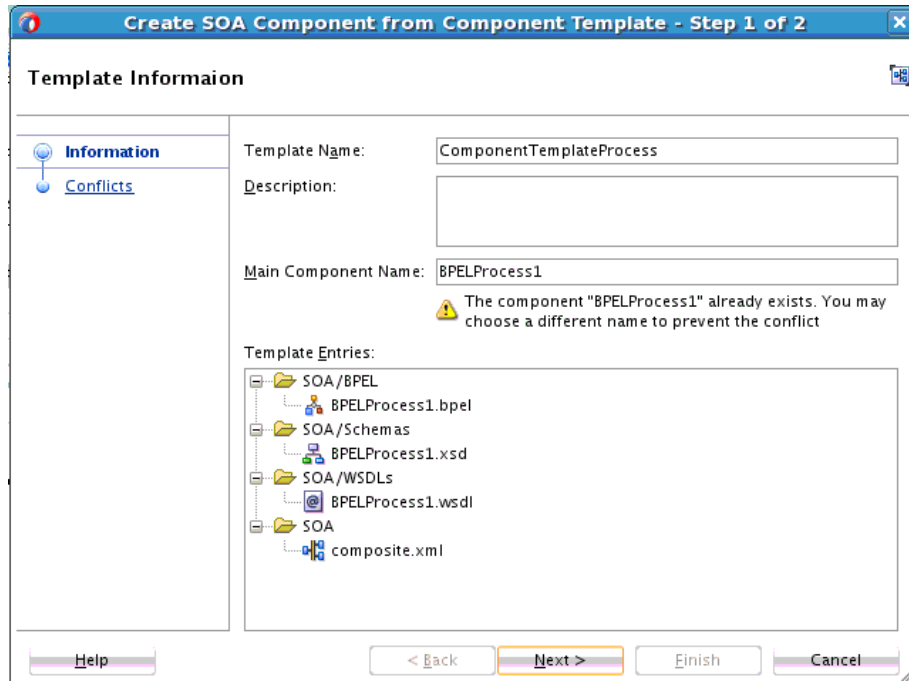 Create SOA Component from Component Template - Step 1 of 2
Template Informaion
Information
Conflicts
Template Name:
ComponentTemplateProcess
Description:
Main Component Name:
BPELProcess1
The component "BPELProcess1" already exists. You may
choose a different name to prevent the conflict
Template Entries:
SOA/BPEL
BPELProcess1.bpel
SOA/Schemas
BPELProcess1.xsd
SOA/WSDLs
BPELProcess1.wsdl
SOA
composite.xml
Help
< Back
Next >
Finish
Cancel